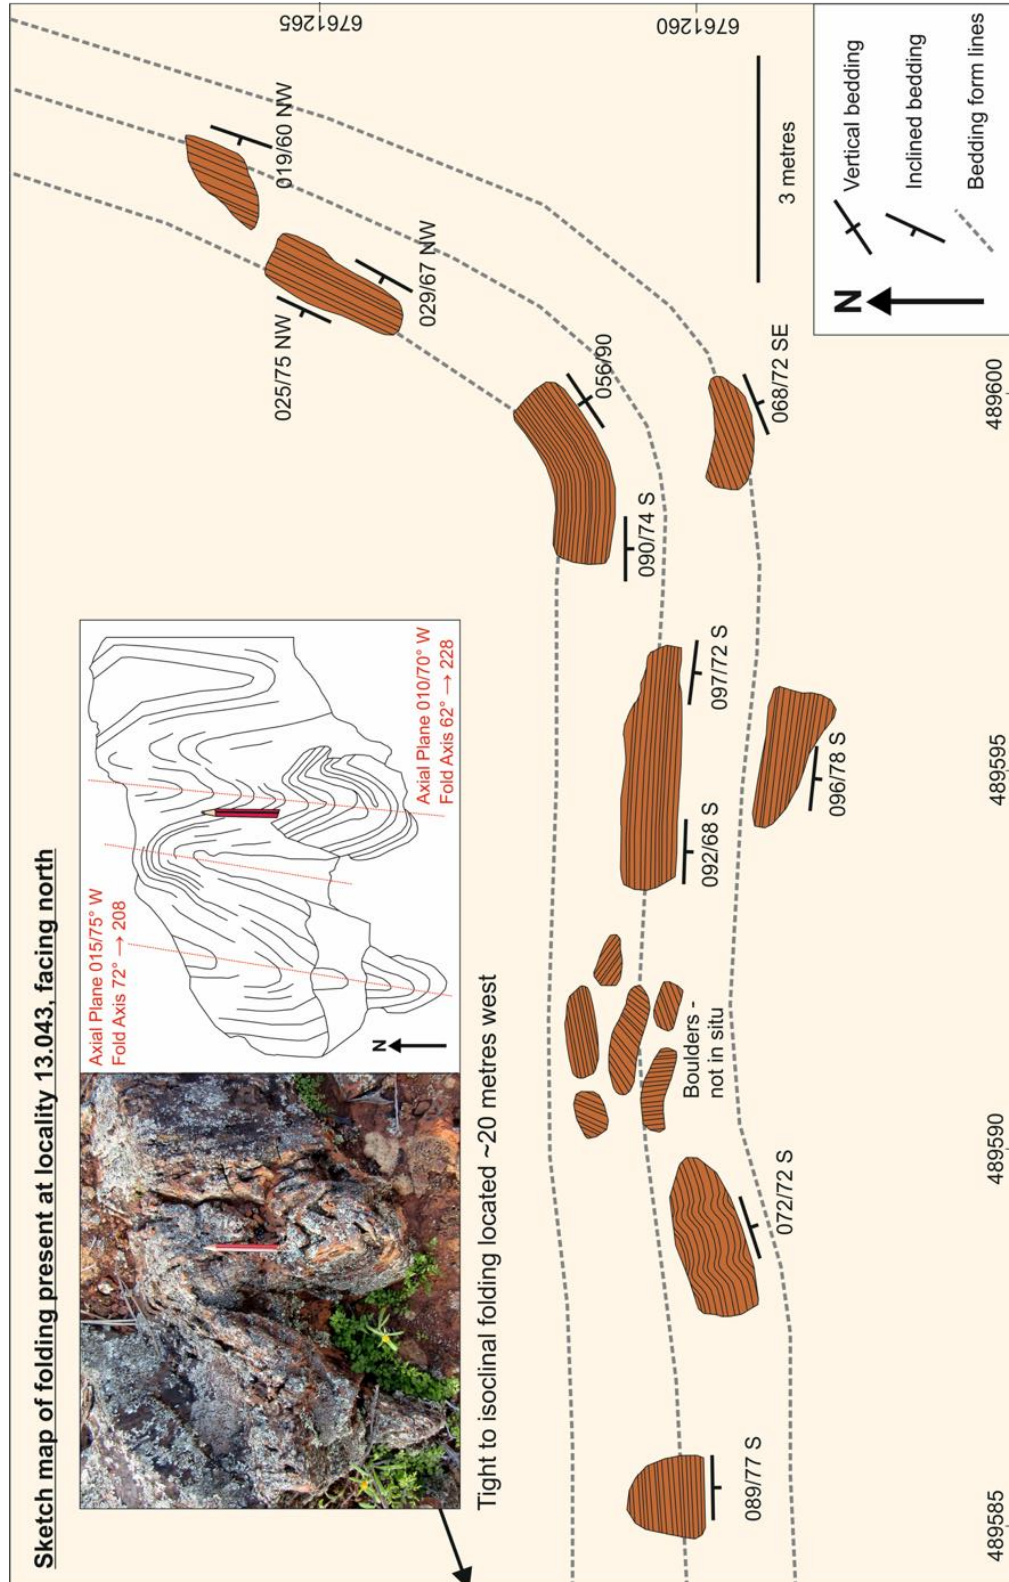 Sketch map of folding present at locality 13.043, facing north
Axial Plane 015/75° W
Fold Axis 72° → 208
N
Axial Plane 010/70° W
Fold Axis 62° → 228
Tight to isoclinal folding located ~20 metres west
6761265
6761260
019/60 NW
025/75 NW
029/67 NW
056/90
090/74 S
068/72 SE
097/72 S
092/68 S
096/78 S
Boulders -
not in situ
072/72 S
089/77 S
3 metres
N
Vertical bedding
Inclined bedding
Bedding form lines
489585
489590
489595
489600